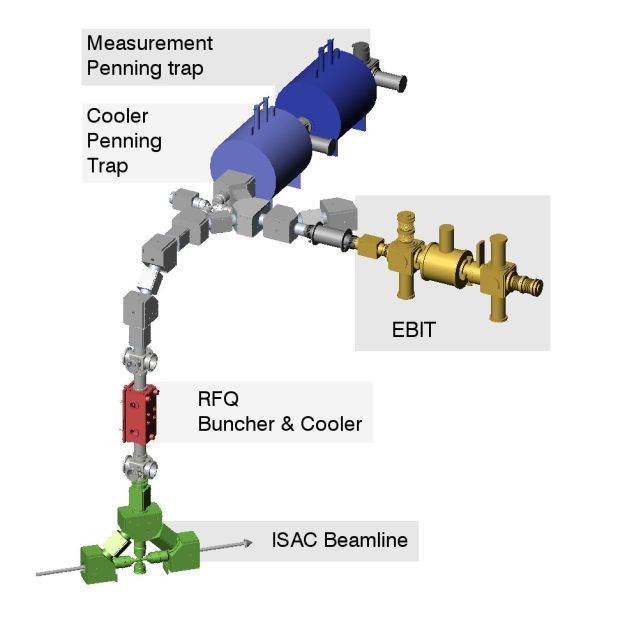 Measurement
Penning trap
Cooler
Penning
Trap
EBIT
RFQ
Buncher & Cooler
ISAC Beamline